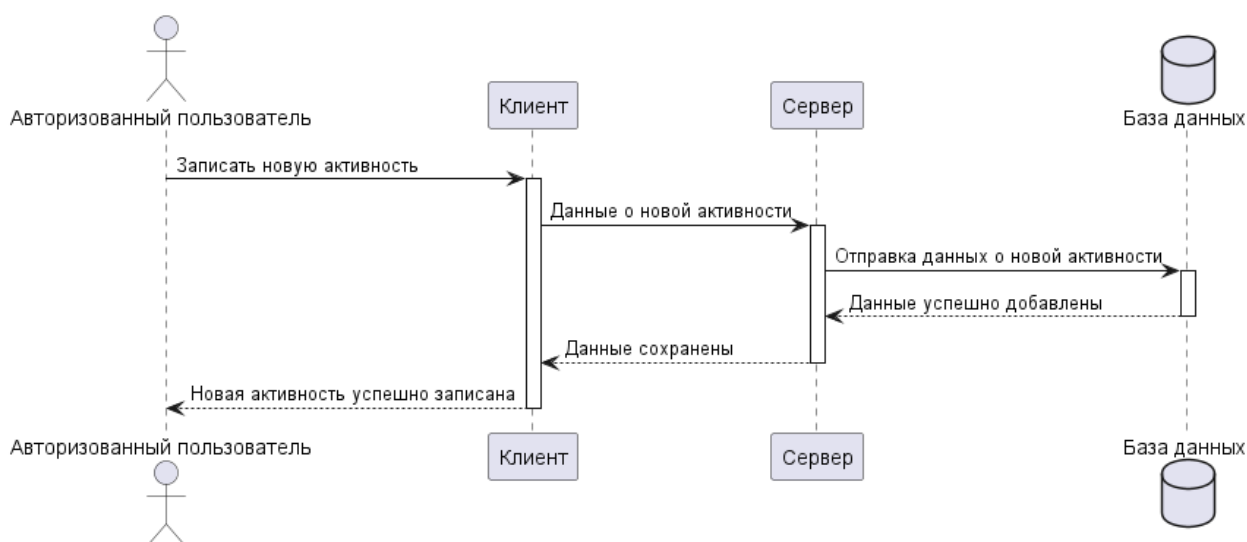 Авторизованный пользователь
Клиент
Сервер
База данных
Записать новую активность
Данные о новой активности
Отправка данных о новой активности
Данные успешно добавлены
Данные сохранены
Новая активность успешно записана
Авторизованный пользователь
Клиент
Сервер
База данных